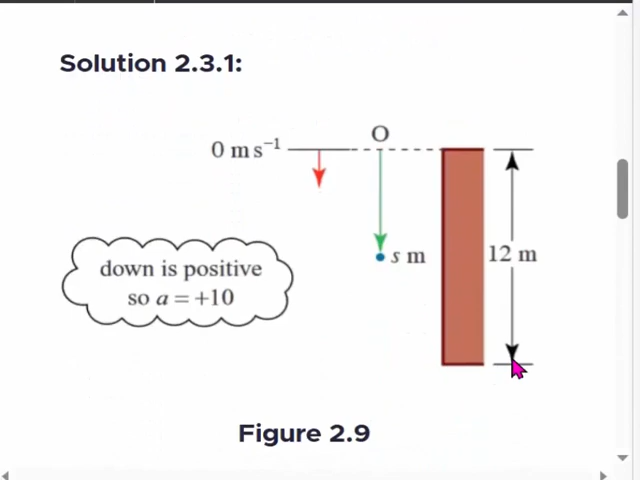 Solution 2.3.1:
O
0 m s⁻¹
s m
12 m
down is positive
so a = +10
Figure 2.9